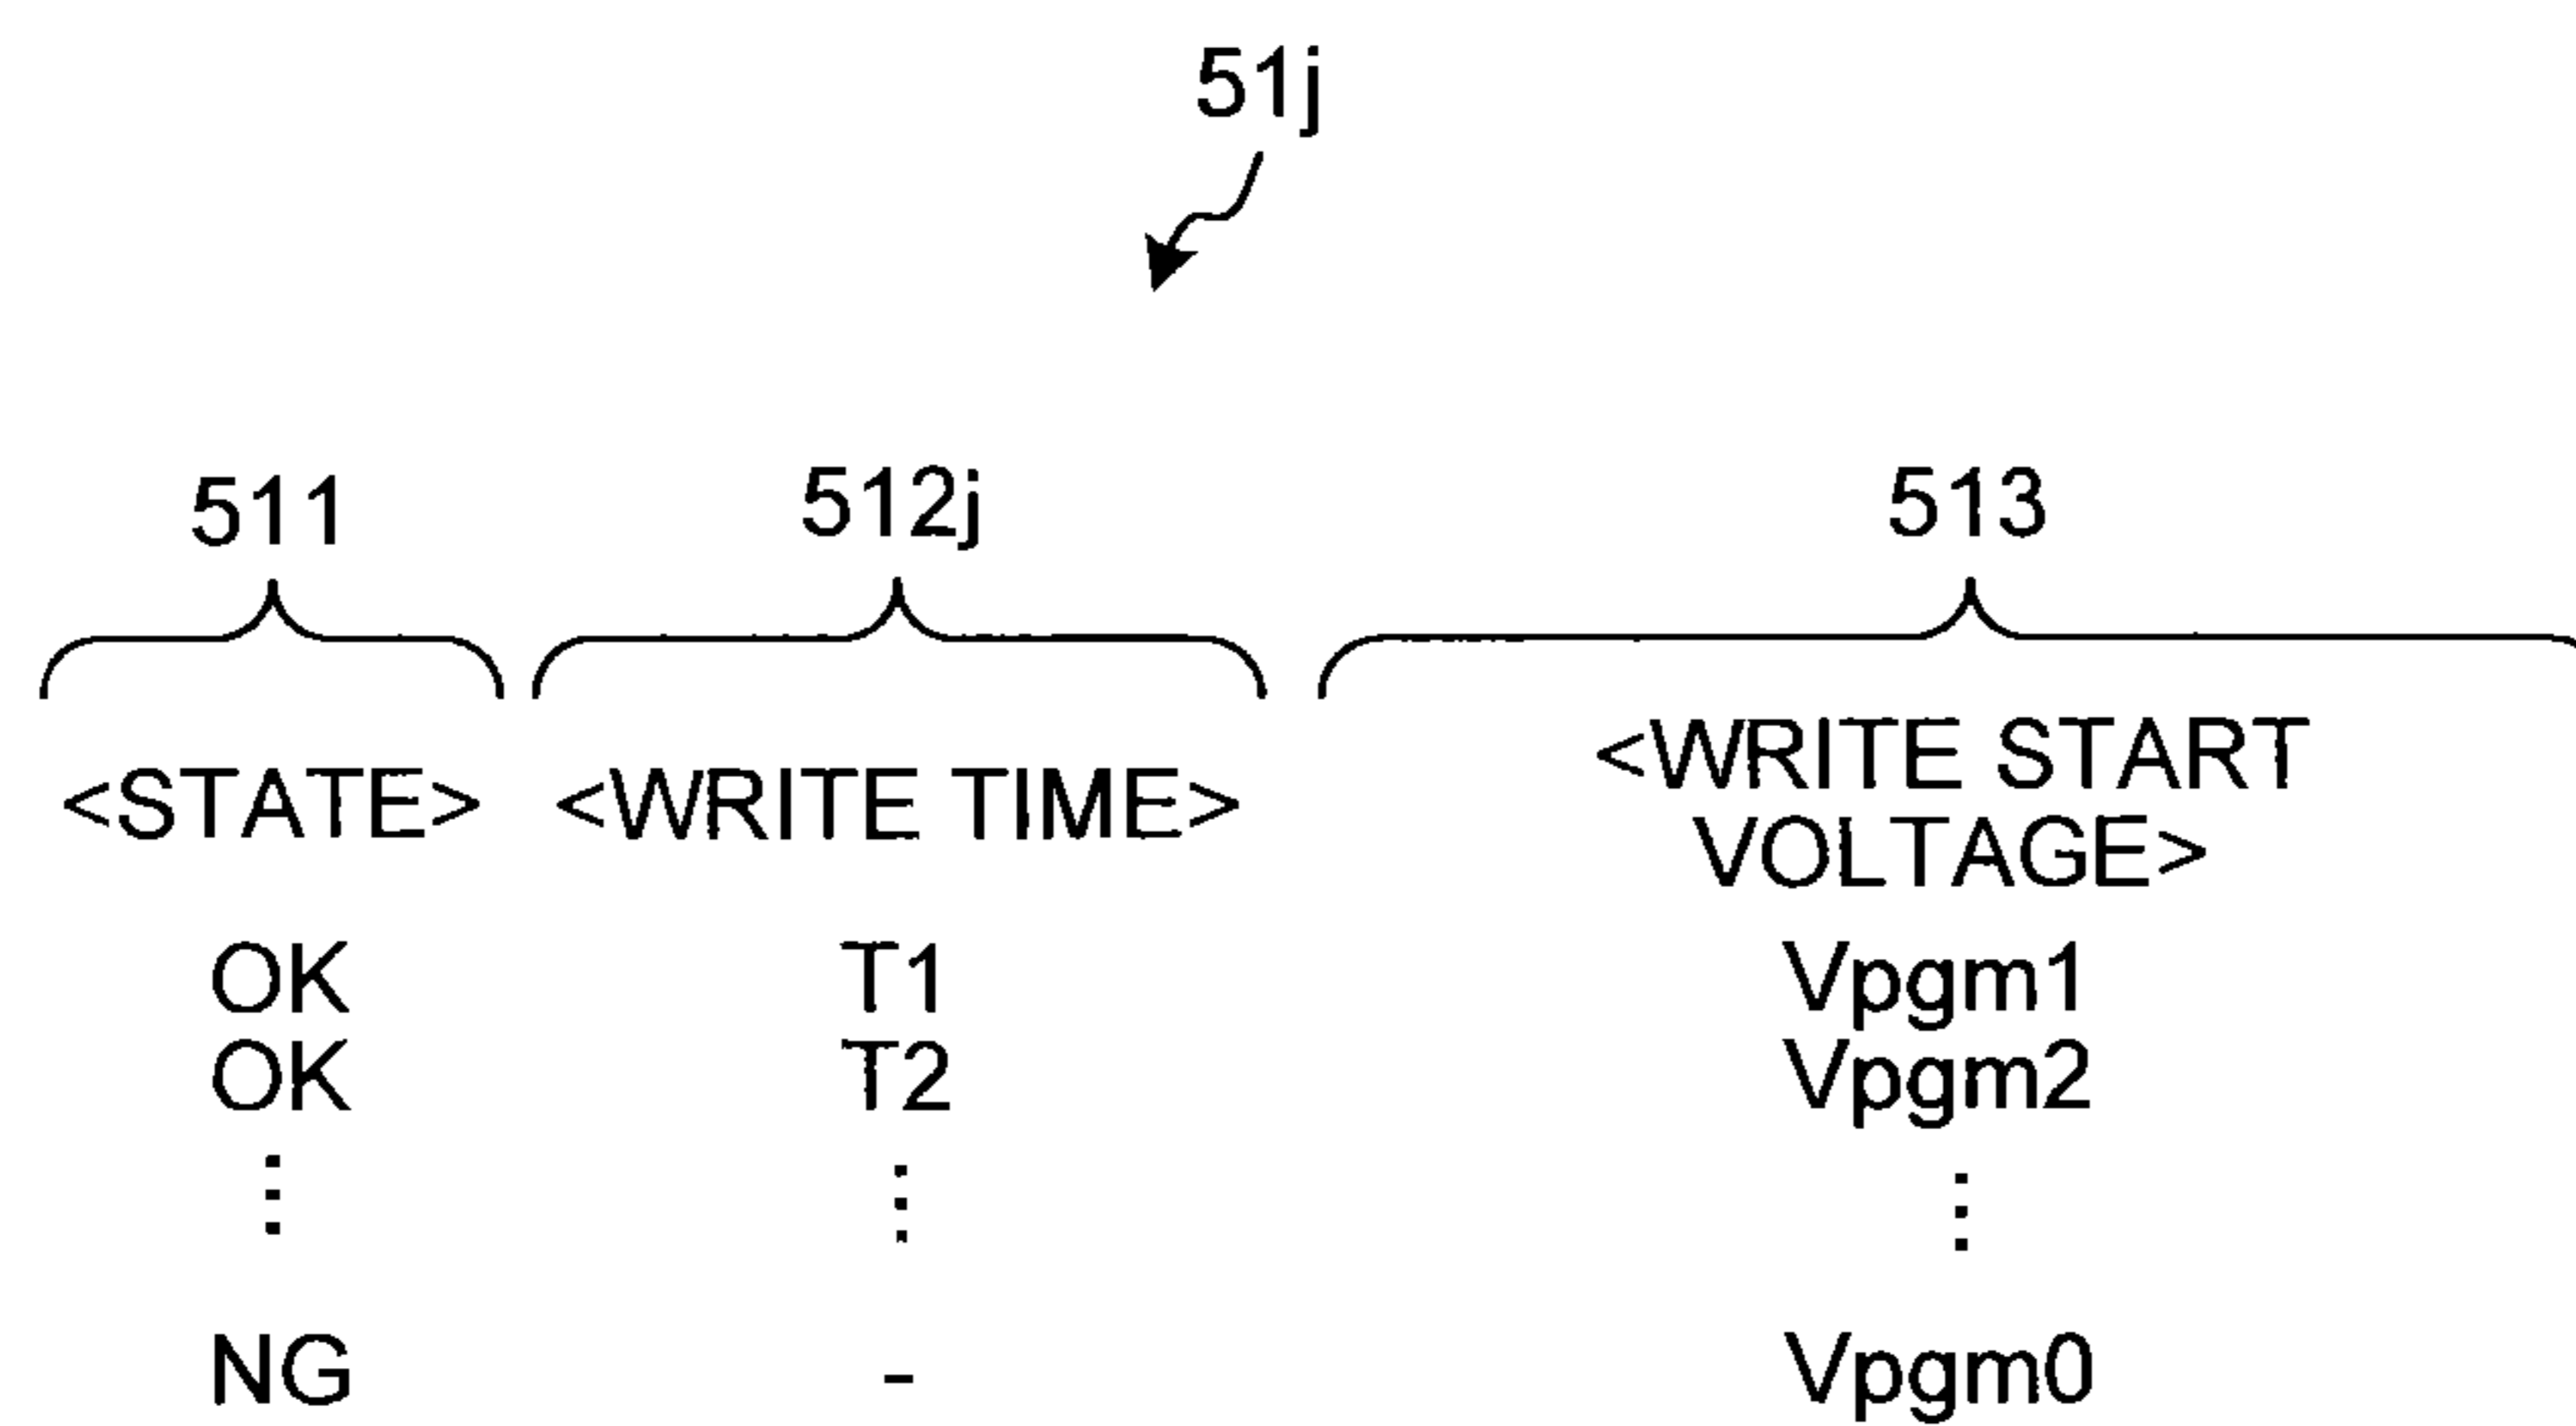 51j
511 512j 513
<STATE> <WRITE TIME> <WRITE START
VOLTAGE>
OK T1 Vpgm1
OK T2 Vpgm2
⋮ ⋮ ⋮
NG - Vpgm0